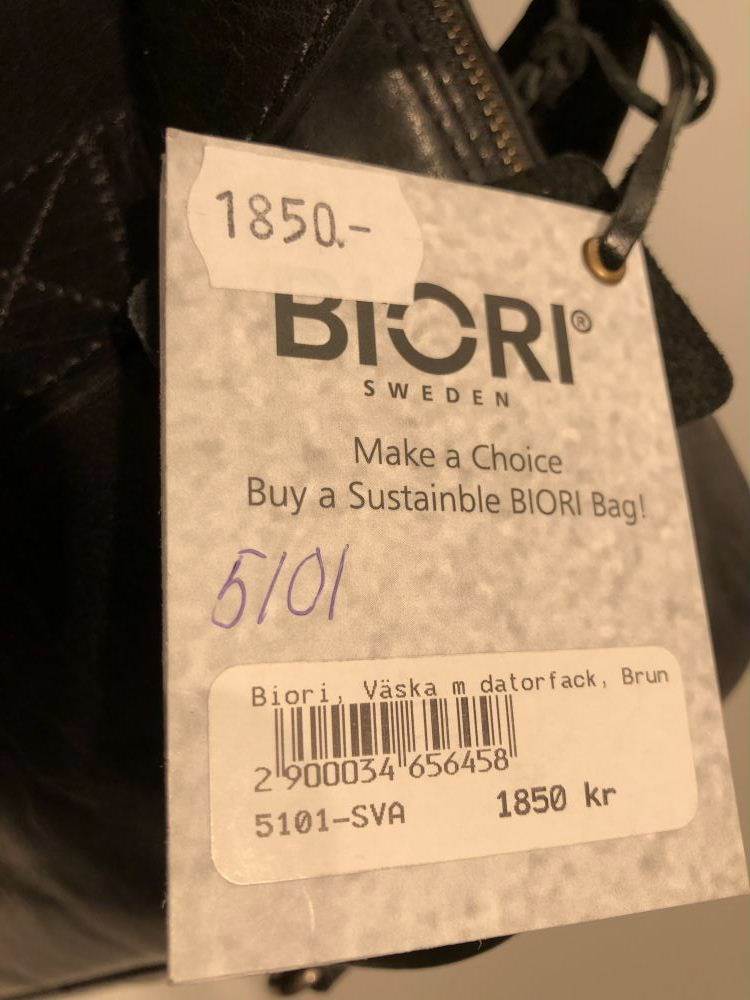 1850.-
BIORI®
SWEDEN
Make a Choice
Buy a Sustainble BIORI Bag!
5101
Biori, Väska m datorfack, Brun
2 900034 656458
5101-SVA 1850 kr